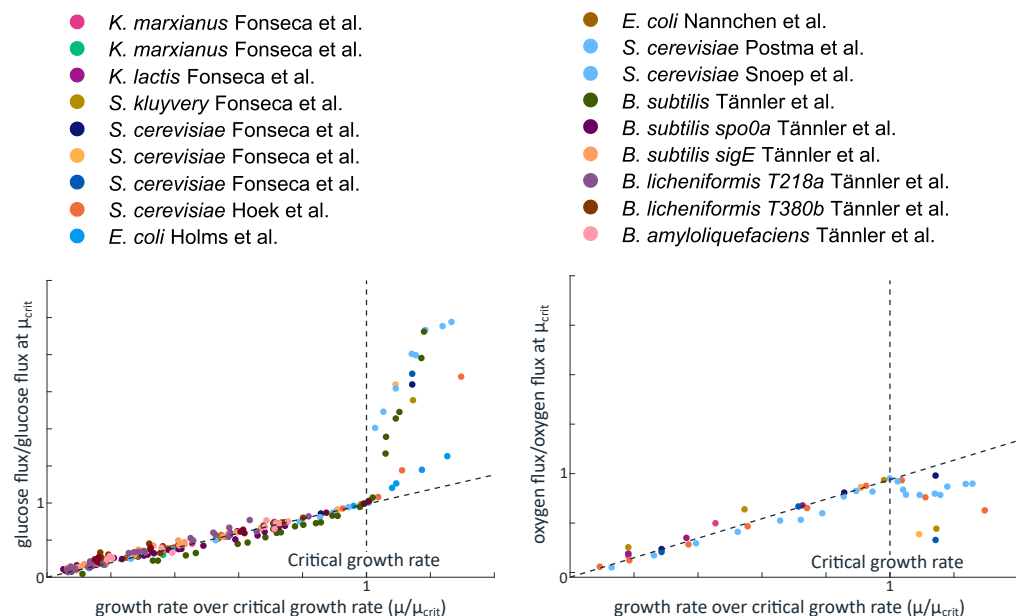 K. marxianus Fonseca et al.
K. marxianus Fonseca et al.
K. lactis Fonseca et al.
S. kluyvery Fonseca et al.
S. cerevisiae Fonseca et al.
S. cerevisiae Fonseca et al.
S. cerevisiae Fonseca et al.
S. cerevisiae Hoek et al.
E. coli Holms et al.
E. coli Nannchen et al.
S. cerevisiae Postma et al.
S. cerevisiae Snoep et al.
B. subtilis Tännler et al.
B. subtilis spo0a Tännler et al.
B. subtilis sigE Tännler et al.
B. licheniformis T218a Tännler et al.
B. licheniformis T380b Tännler et al.
B. amyloliquefaciens Tännler et al.
glucose flux/glucose flux at μcrit
1
0
Critical growth rate
1
growth rate over critical growth rate (μ/μcrit)
oxygen flux/oxygen flux at μcrit
1
0
Critical growth rate
1
growth rate over critical growth rate (μ/μcrit)